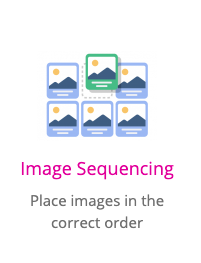 Image Sequencing
Place images in the
correct order